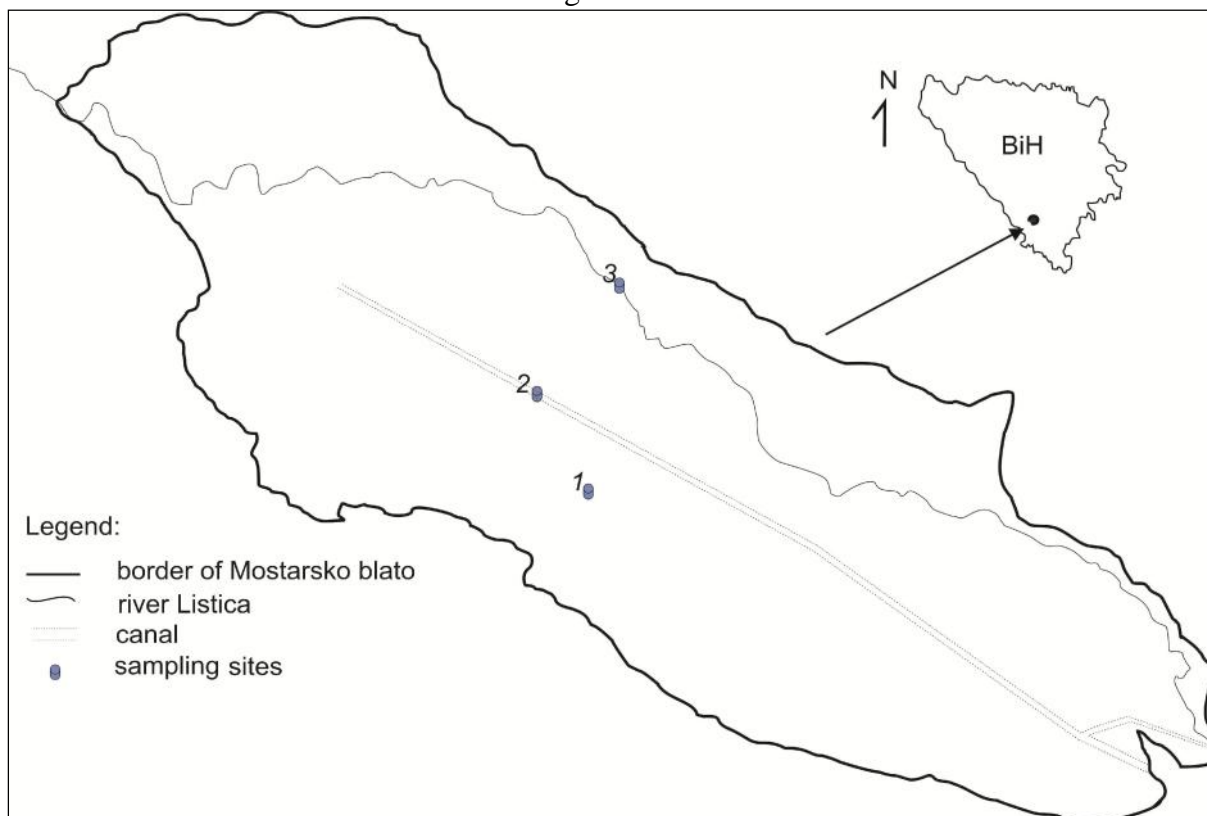 N
BiH
3
2
1
Legend:
border of Mostarsko blato
river Listica
canal
sampling sites